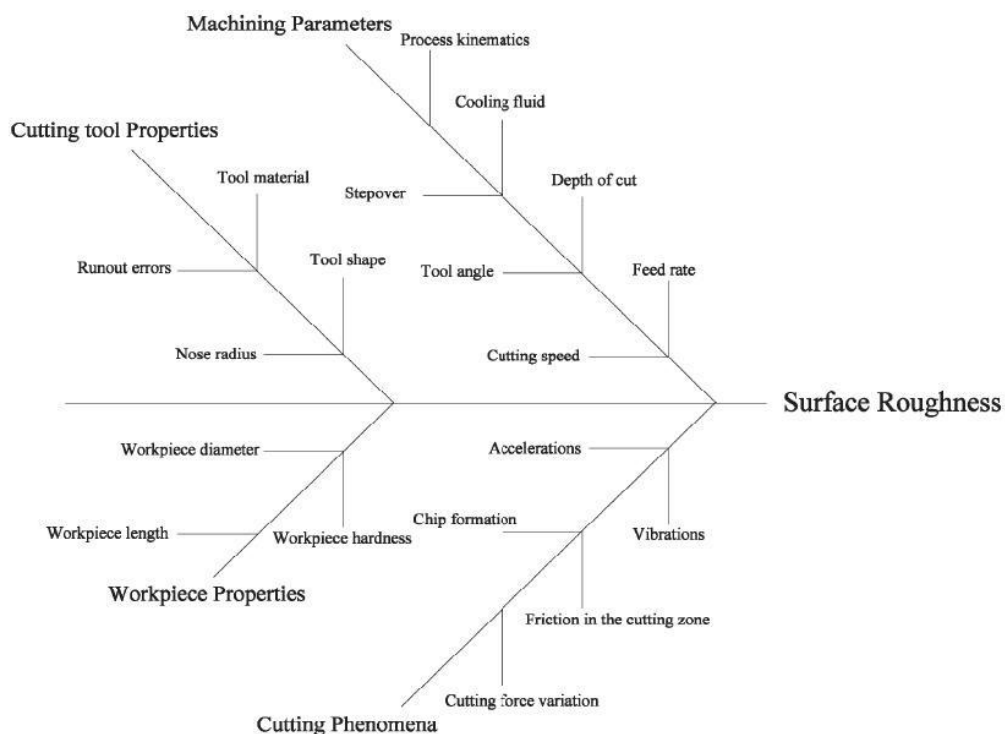 Machining Parameters
Process kinematics
Cooling fluid
Cutting tool Properties
Tool material
Stepover
Depth of cut
Runout errors
Tool shape
Tool angle
Feed rate
Nose radius
Cutting speed
Surface Roughness
Workpiece diameter
Accelerations
Chip formation
Workpiece length
Workpiece hardness
Vibrations
Workpiece Properties
Friction in the cutting zone
Cutting force variation
Cutting Phenomena